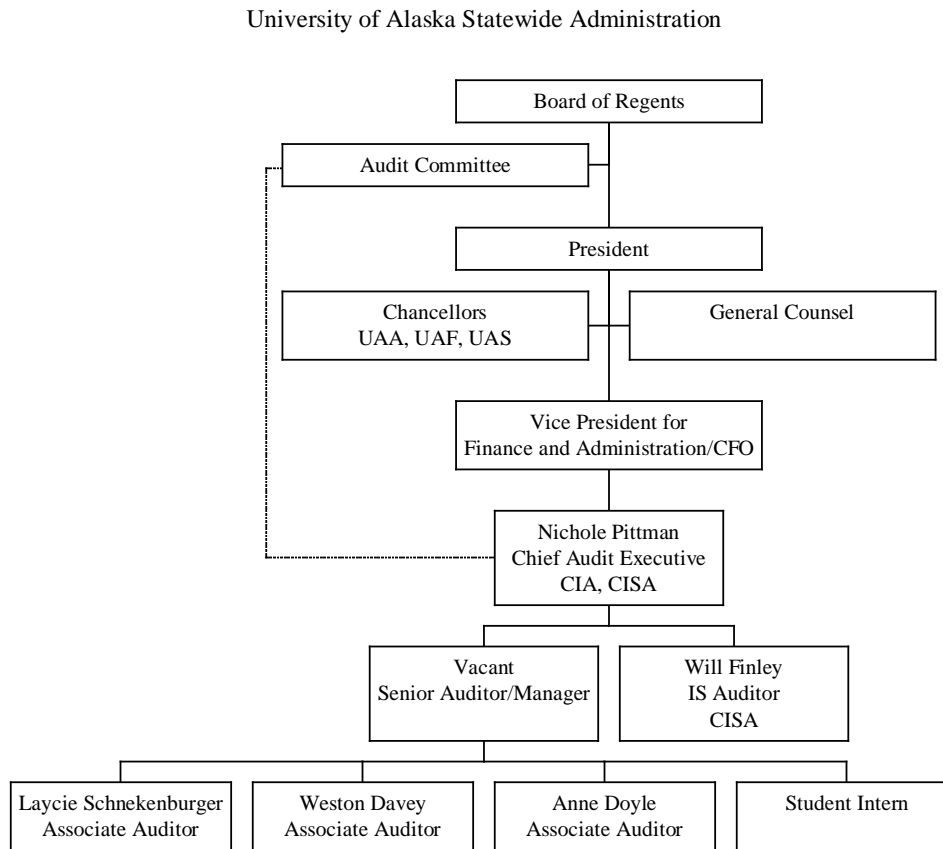 University of Alaska Statewide Administration
Board of Regents
Audit Committee
President
Chancellors
UAA, UAF, UAS
General Counsel
Vice President for
Finance and Administration/CFO
Nichole Pittman
Chief Audit Executive
CIA, CISA
Vacant
Senior Auditor/Manager
Will Finley
IS Auditor
CISA
Laycie Schnekenburger
Associate Auditor
Weston Davey
Associate Auditor
Anne Doyle
Associate Auditor
Student Intern